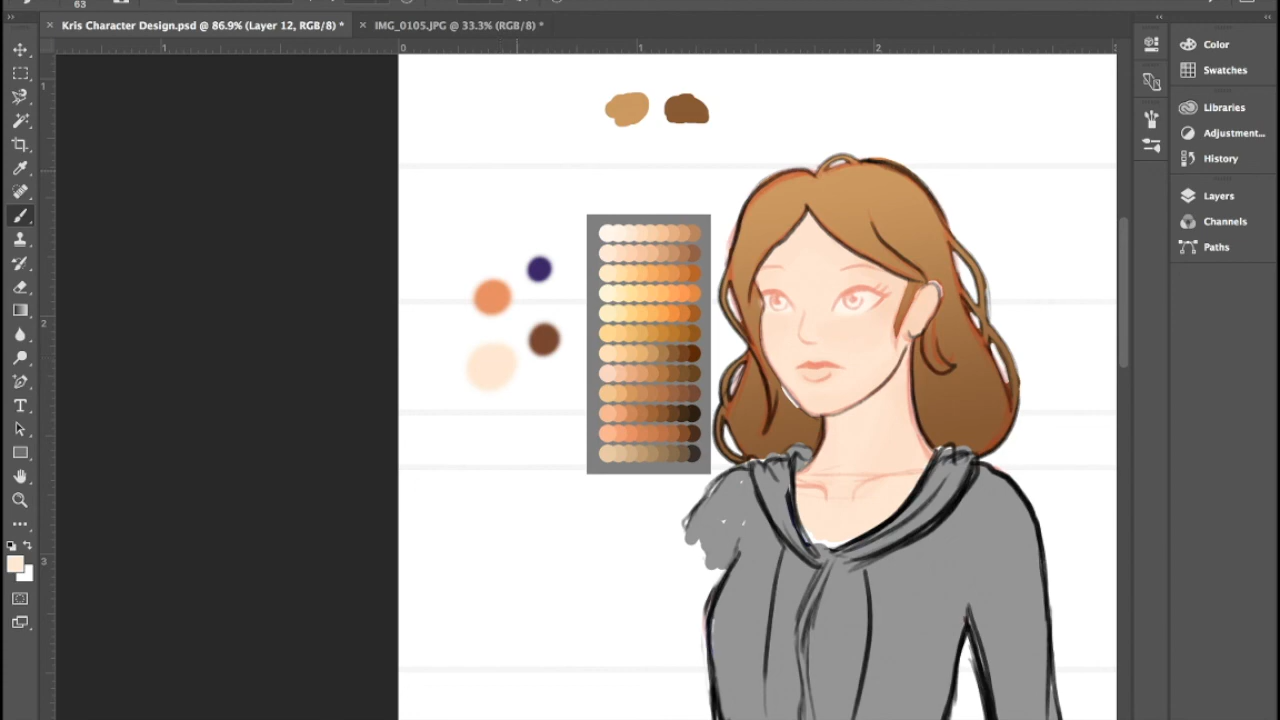 63
Kris Character Design.psd @ 86.9% (Layer 12, RGB/8) *
IMG_0105.JPG @ 33.3% (RGB/8) *
0
1
2
1
2
3
Color
Swatches
Libraries
Adjustment...
History
Layers
Channels
Paths